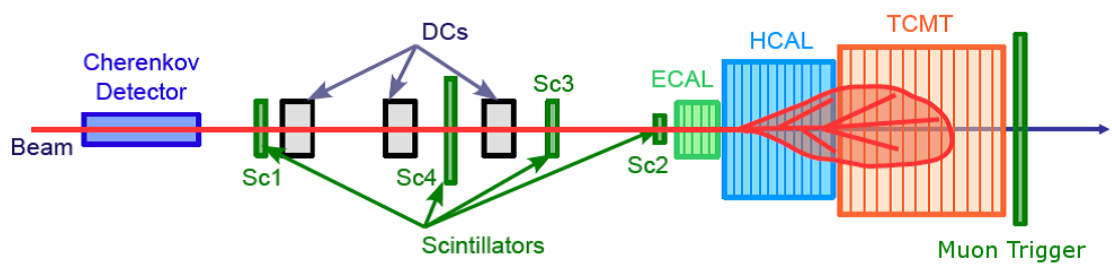 DCs
HCAL
TCMT
Cherenkov
Detector
ECAL
Sc3
Beam
Sc1
Sc4
Sc2
Scintillators
Muon Trigger